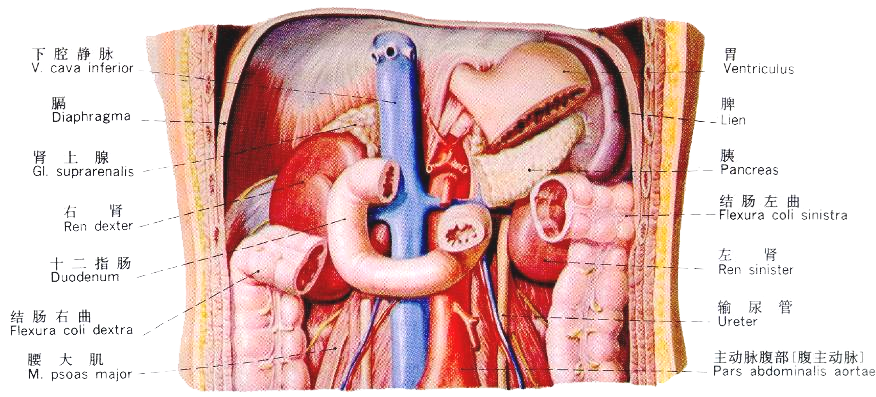 下腔静脉
V. cava inferior
膈
Diaphragma
肾上腺
Gl. suprarenalis
右肾
Ren dexter
十二指肠
Duodenum
结肠右曲
Flexura coli dextra
腰大肌
M. psoas major
胃
Ventriculus
脾
Lien
胰
Pancreas
结肠左曲
Flexura coli sinistra
左肾
Ren sinister
输尿管
Ureter
主动脉腹部[腹主动脉]
Pars abdominalis aortae